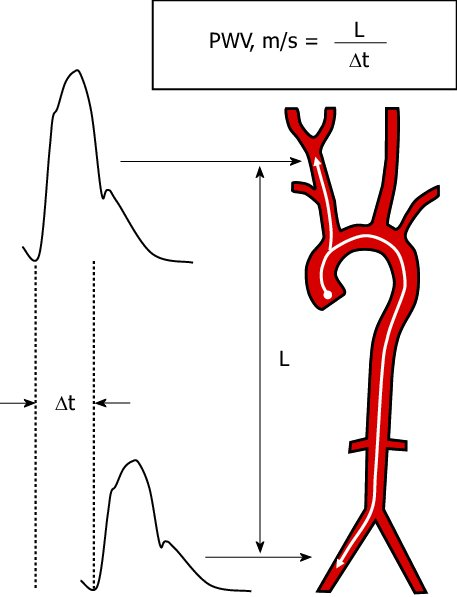 PWV, m/s = L
Δt
L
Δt